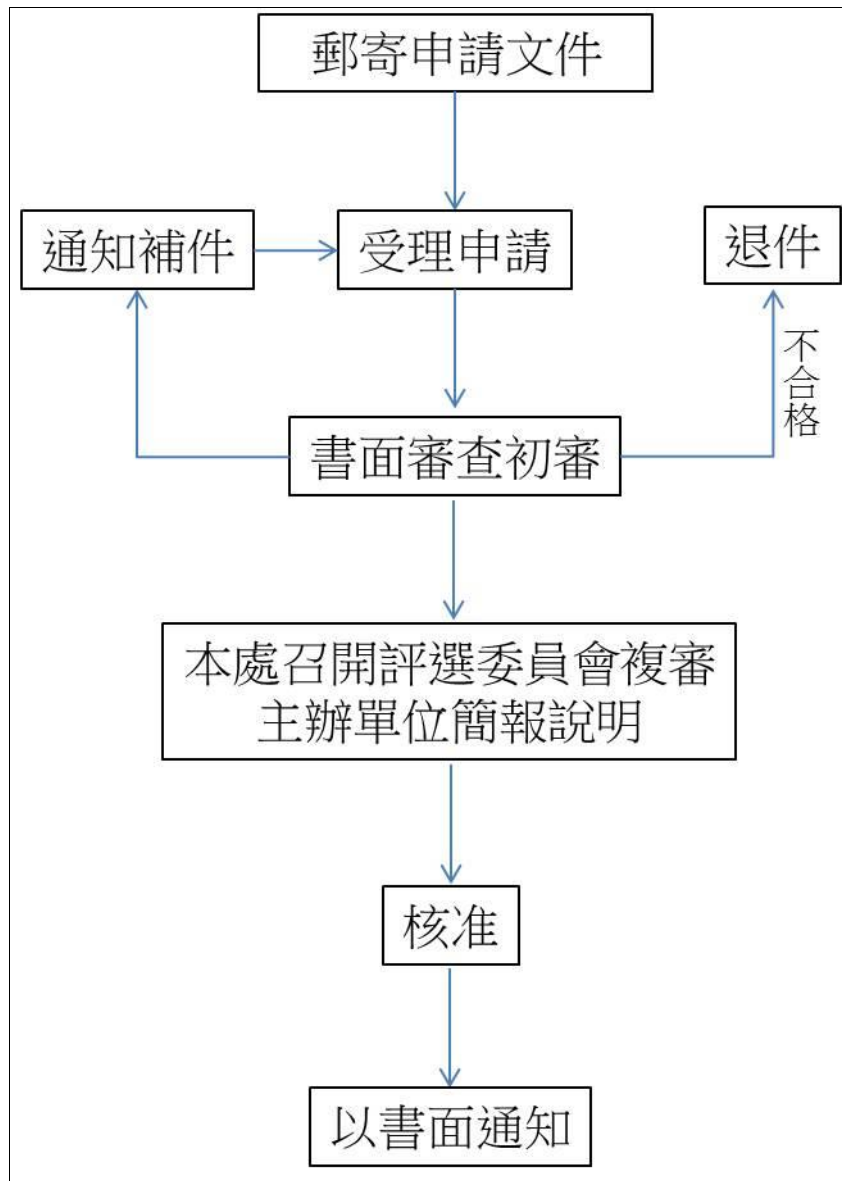 郵寄申請文件
通知補件
受理申請
退件
不合格
書面審查初審
本處召開評選委員會複審
主辦單位簡報說明
核准
以書面通知